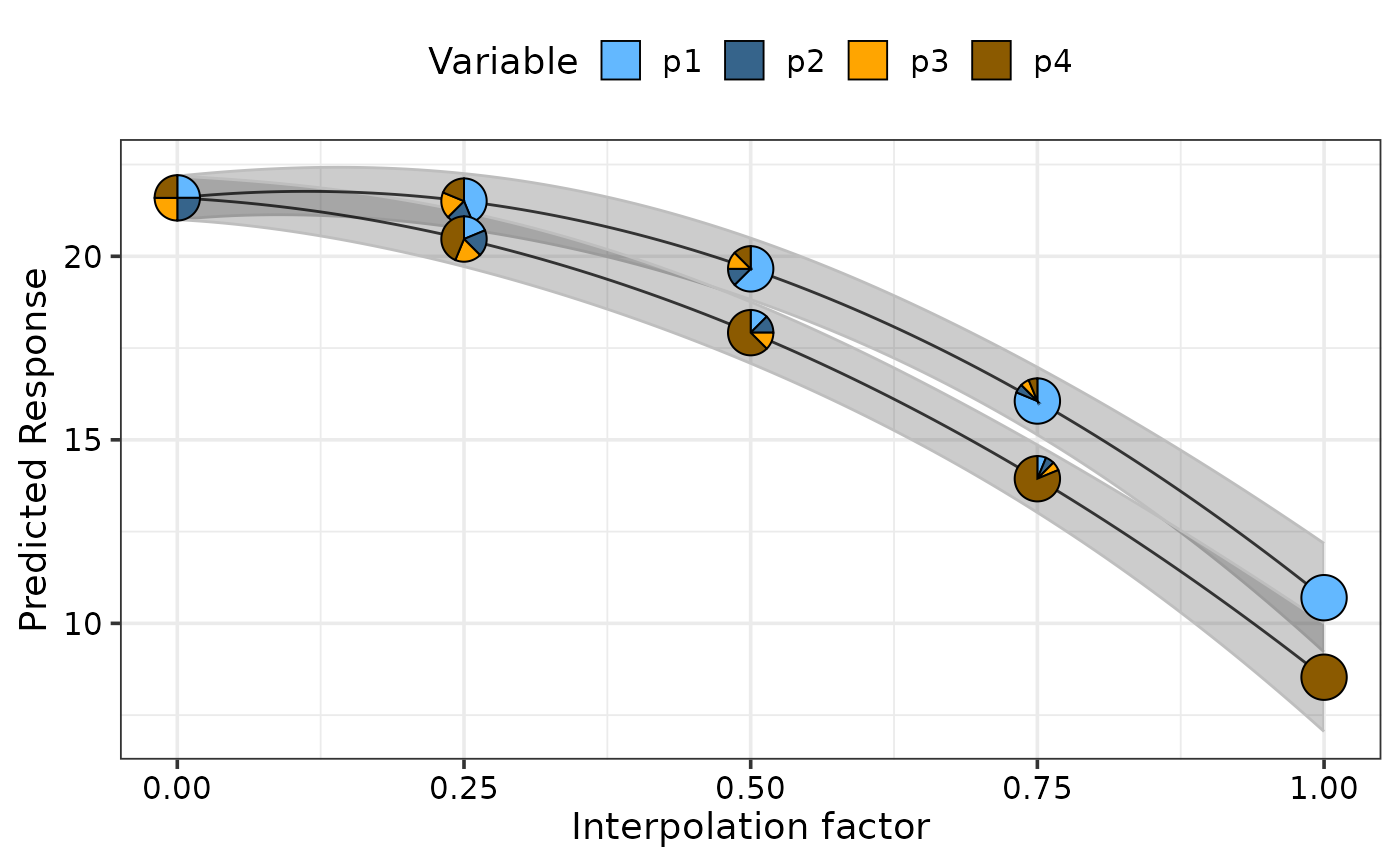 Variable p1 p2 p3 p4
Predicted Response
20
15
10
0.00 0.25 0.50 0.75 1.00
Interpolation factor